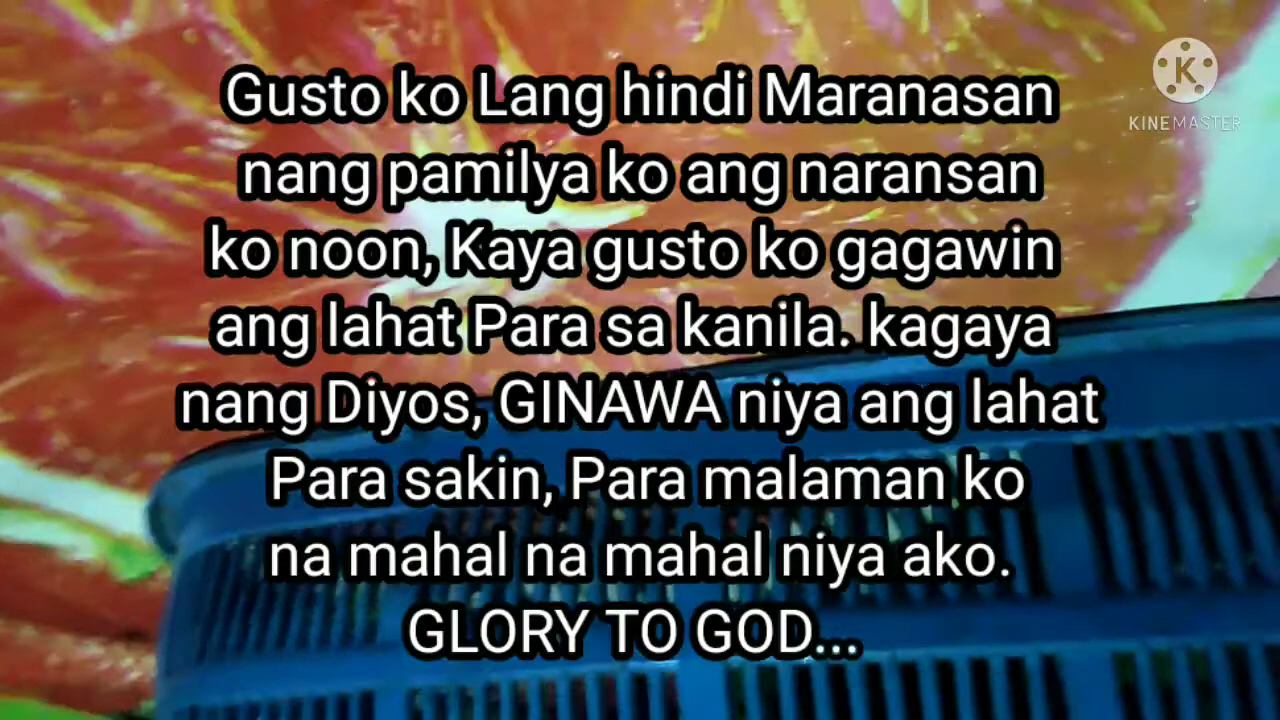 Gusto ko Lang hindi Maranasan
nang pamilya ko ang naransan
ko noon, Kaya gusto ko gagawin
ang lahat Para sa kanila. kagaya
nang Diyos, GINAWA niya ang lahat
Para sakin, Para malaman ko
na mahal na mahal niya ako.
GLORY TO GOD...
K
KINEMASTER